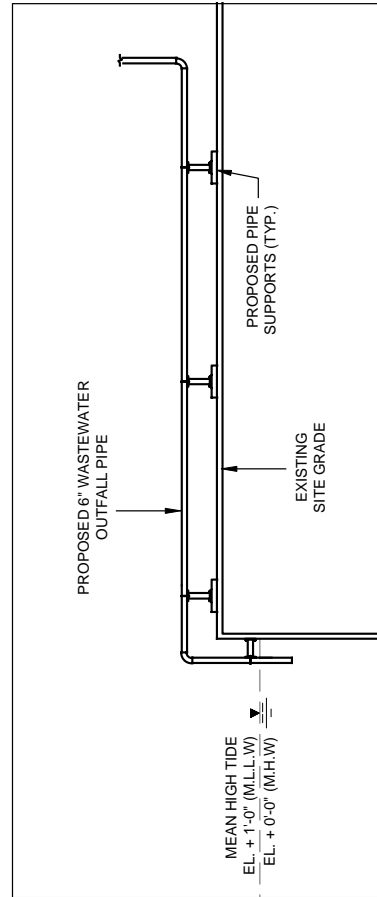 PROPOSED 6" WASTEWATER
OUTFALL PIPE
PROPOSED PIPE
SUPPORTS (TYP.)
EXISTING
SITE GRADE
MEAN HIGH TIDE
EL. + 1'-0" (M.L.L.W)
EL. + 0'-0" (M.H.W)